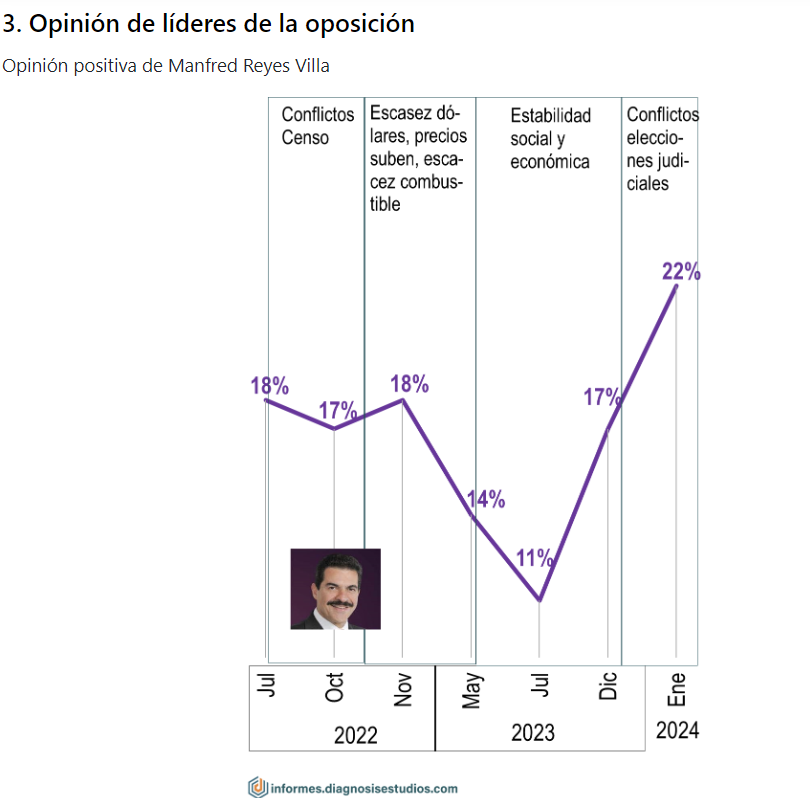 3. Opinión de líderes de la oposición
Opinión positiva de Manfred Reyes Villa
Conflictos
Censo
Escasez dó-
lares, precios
suben, esca-
cez combus-
tible
Estabilidad
social y
económica
Conflictos
eleccio-
nes judi-
ciales
22%
18%
17%
18%
17%
14%
11%
Jul
Oct
Nov
May
Jul
Dic
Ene
2022
2023
2024
informes.diagnosisestudios.com